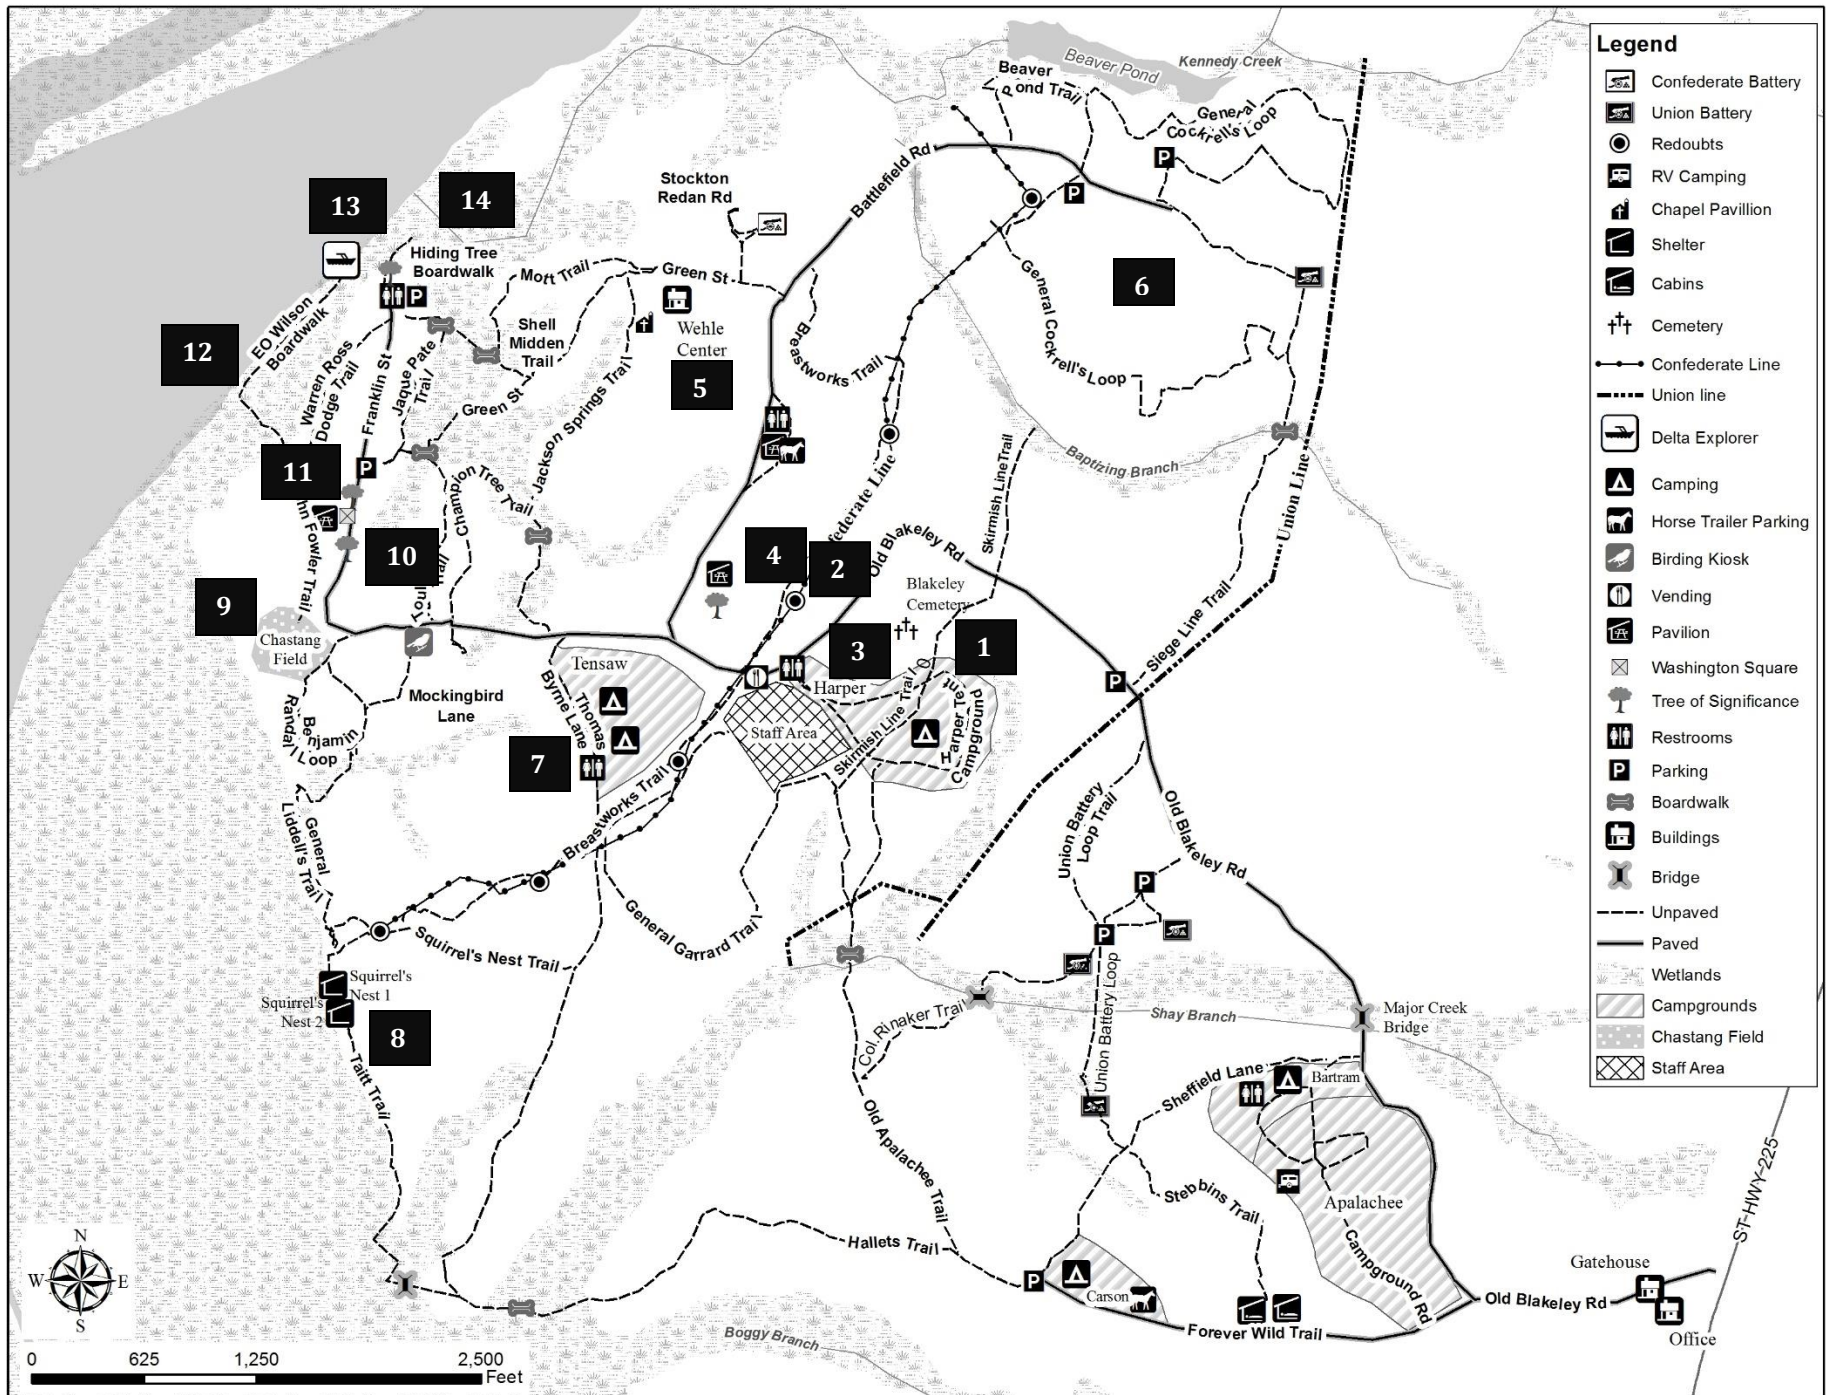 Beaver Pond
Kennedy Creek
Beaver
Pond Trail
General
Cockrell's Loop
Stockton
Redan Rd
Battlefield Rd
13
14
Hiding Tree
Boardwalk
Mott Trail
Green St
12
EO Wilson
Boardwalk
Warren Ross
Dodge Trail
Franklin St
Jaque Pate
Trail
Shell
Midden
Trail
Green St
Wehle
Center
5
Breastworks Trail
General Cockrell's Loop
6
Jackson Springs Trail
11
Champion Tree Trail
10
9
Fowler Trail
Chastang
Field
Skirmish Line Trail
Baptizing Branch
Union Line
Line
4
2
Old Blakeley Rd
Blakeley
Cemetery
3
1
Siege Line Trail
Tensaw
Harper
Thomas
Byrne Lane
Mockingbird
Lane
Benjamin
Randal Loop
Staff Area
Skirmish Line Trail
Harper Tent
Campground
7
Breastworks Trail
General
Liddell's Trail
Union Battery
Loop Trail
Old Blakeley Rd
General Garrard Trail
Squirrel's Nest Trail
Squirrel's
Nest 1
Squirrel's
Nest 2
8
Taitt Trail
Col. Rinaker Trail
Union Battery Loop
Shay Branch
Major Creek
Bridge
Sheffield Lane
Bartram
Old Apalachee Trail
Stebbins Trail
Apalachee
Campground Rd
Hallets Trail
Carson
Forever Wild Trail
Old Blakeley Rd
Gatehouse
Office
ST-HWY-225
Boggy Branch
N
W
E
S
0
625
1,250
2,500
Feet
Legend
Confederate Battery
Union Battery
Redoubts
RV Camping
Chapel Pavillion
Shelter
Cabins
Cemetery
Confederate Line
Union line
Delta Explorer
Camping
Horse Trailer Parking
Birding Kiosk
Vending
Pavilion
Washington Square
Tree of Significance
Restrooms
P Parking
Boardwalk
Buildings
Bridge
Unpaved
Paved
Wetlands
Campgrounds
Chastang Field
Staff Area